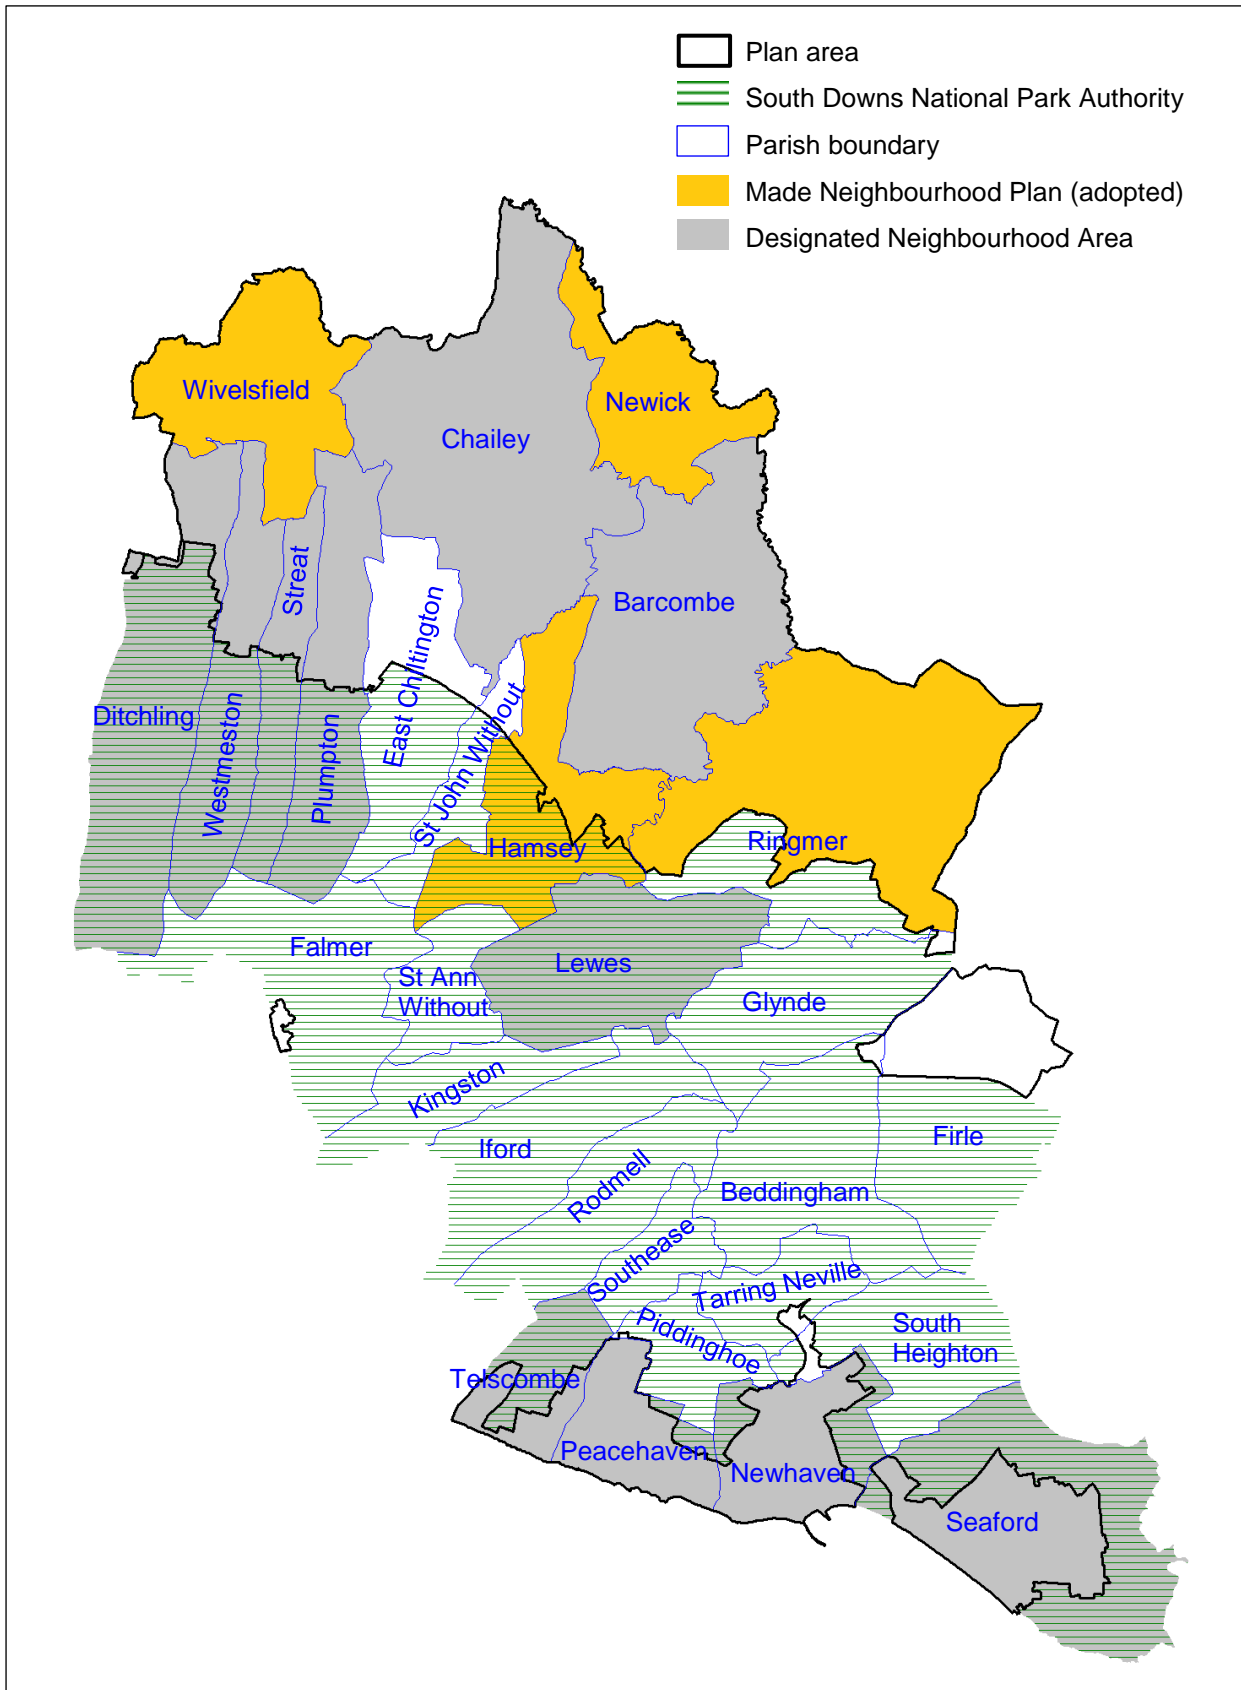 Plan area
South Downs National Park Authority
Parish boundary
Made Neighbourhood Plan (adopted)
Designated Neighbourhood Area
Wivelsfield
Newick
Chailey
Streat
Barcombe
East Chiltington
Ditchling
Westmeston
Plumpton
St John Without
Hamsey
Ringmer
Falmer
St Ann
Without
Lewes
Glynde
Kingston
Iford
Firle
Rodmell
Beddingham
Southease
Tarring Neville
Piddinghoe
South
Heighton
Telscombe
Peacehaven
Newhaven
Seaford